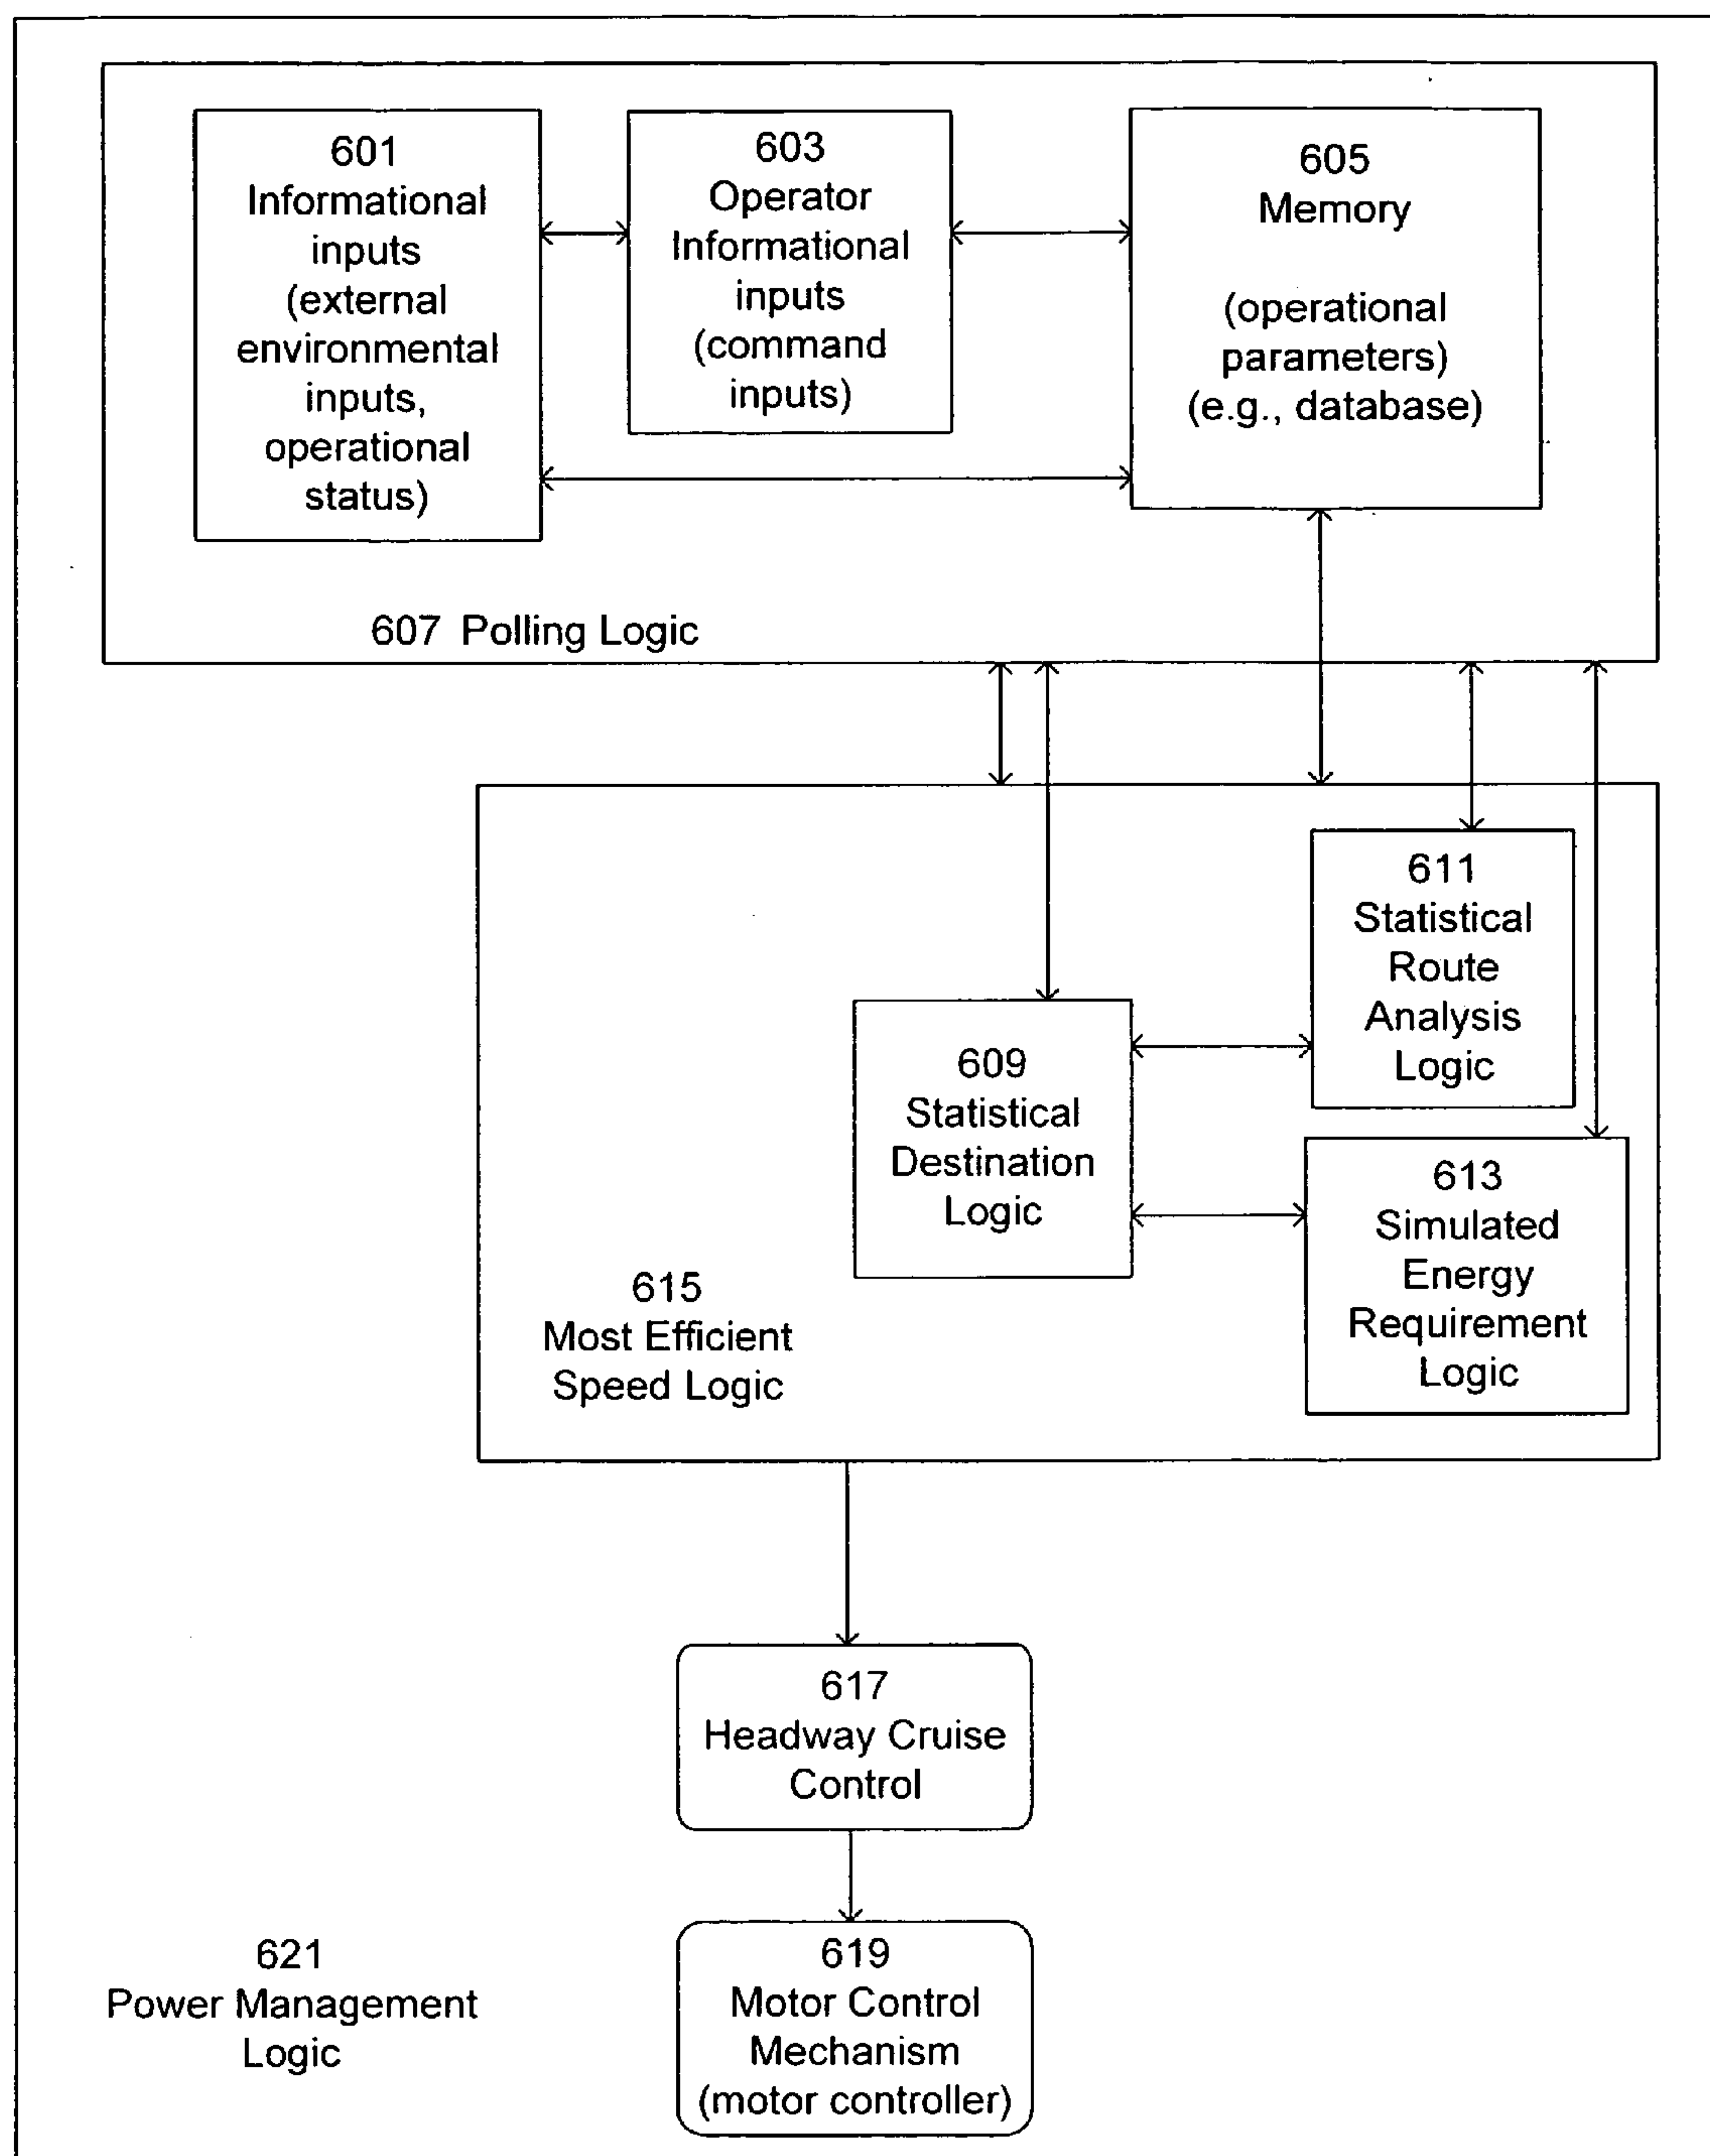 601
Informational
inputs
(external
environmental
inputs,
operational
status)
603
Operator
Informational
inputs
(command
inputs)
605
Memory
(operational
parameters)
(e.g., database)
607 Polling Logic
611
Statistical
Route
Analysis
Logic
609
Statistical
Destination
Logic
613
Simulated
Energy
Requirement
Logic
615
Most Efficient
Speed Logic
617
Headway Cruise
Control
619
Motor Control
Mechanism
(motor controller)
621
Power Management
Logic